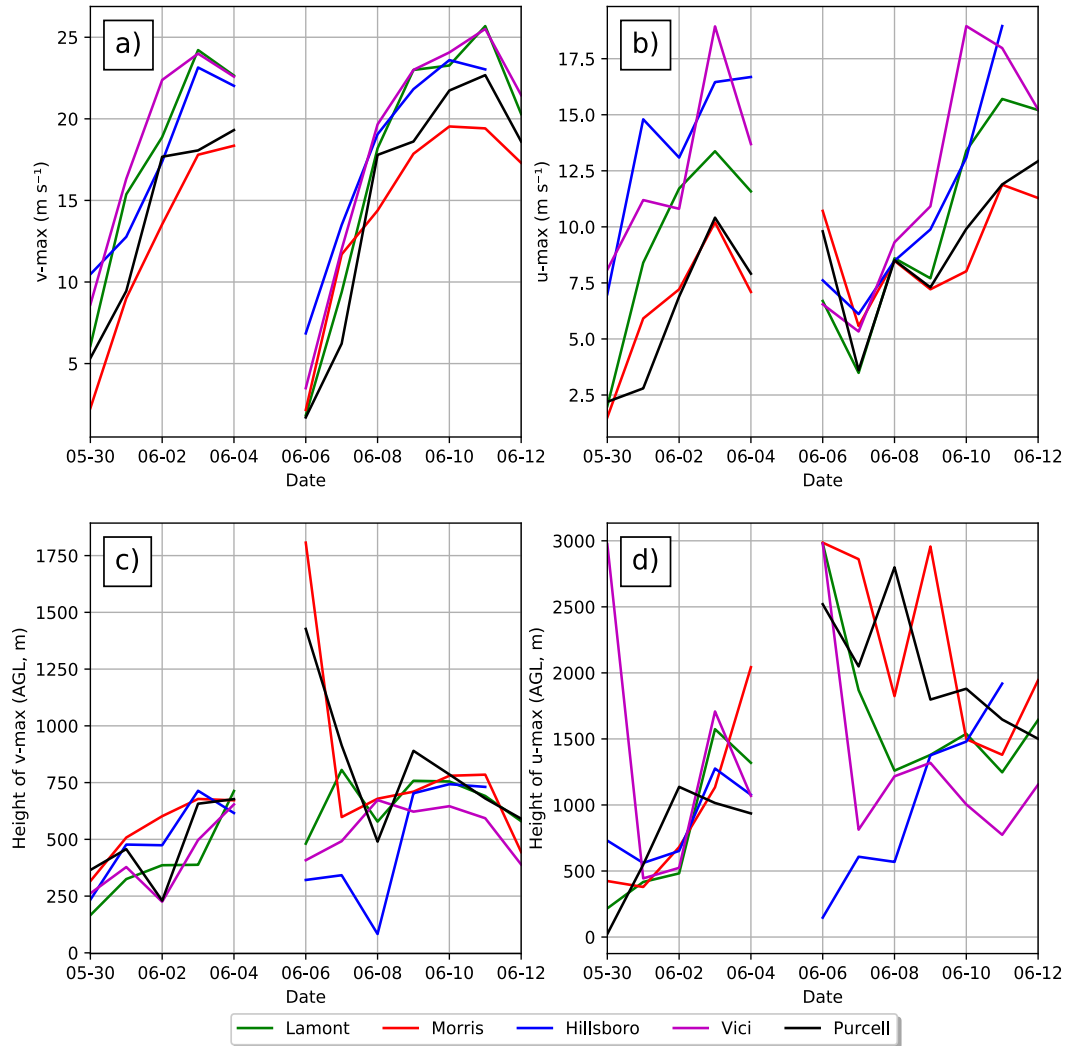 a)
v-max (m s⁻¹)
25
20
15
10
5
05-30 06-02 06-04 06-06 06-08 06-10 06-12
Date
b)
u-max (m s⁻¹)
17.5
15.0
12.5
10.0
7.5
5.0
2.5
05-30 06-02 06-04 06-06 06-08 06-10 06-12
Date
c)
Height of v-max (AGL, m)
1750
1500
1250
1000
750
500
250
0
05-30 06-02 06-04 06-06 06-08 06-10 06-12
Date
d)
Height of u-max (AGL, m)
3000
2500
2000
1500
1000
500
0
05-30 06-02 06-04 06-06 06-08 06-10 06-12
Date
Lamont Morris Hillsboro Vici Purcell